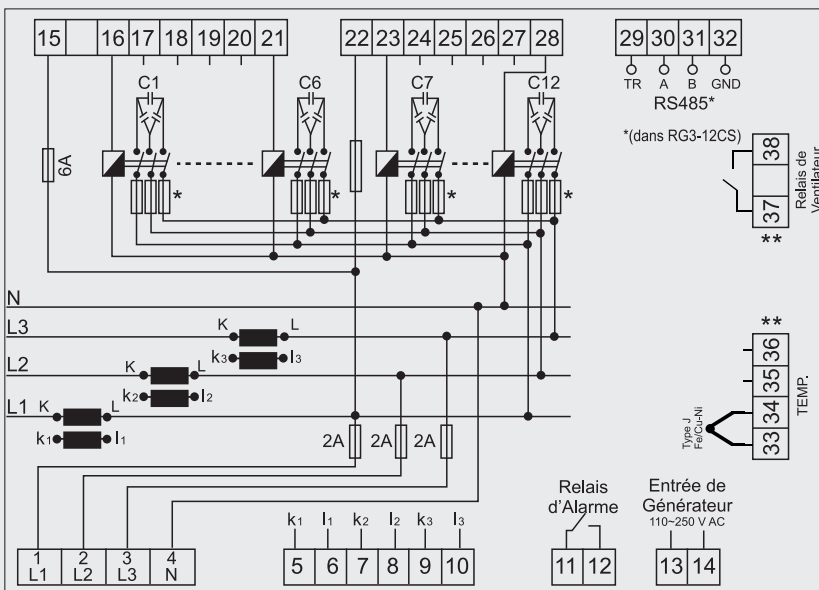 15 16 17 18 19 20 21 22 23 24 25 26 27 28 29 30 31 32
TR A B GND
RS485*
C1 C6 C7 C12
*(dans RG3-12CS)
6A
* * * *
38
37
Relais de
Ventilateur
**
N
L3
K L
k3 l3
L2
K L
k2 l2
L1
K L
k1 l1
**
36
35
34
33
TEMP.
Type J
Fe/Cu-Ni
2A 2A 2A
k1 l1 k2 l2 k3 l3
Relais
d'Alarme
Entrée de
Générateur
110~250 V AC
1 2 3 4
L1 L2 L3 N
5 6 7 8 9 10
11 12
13 14